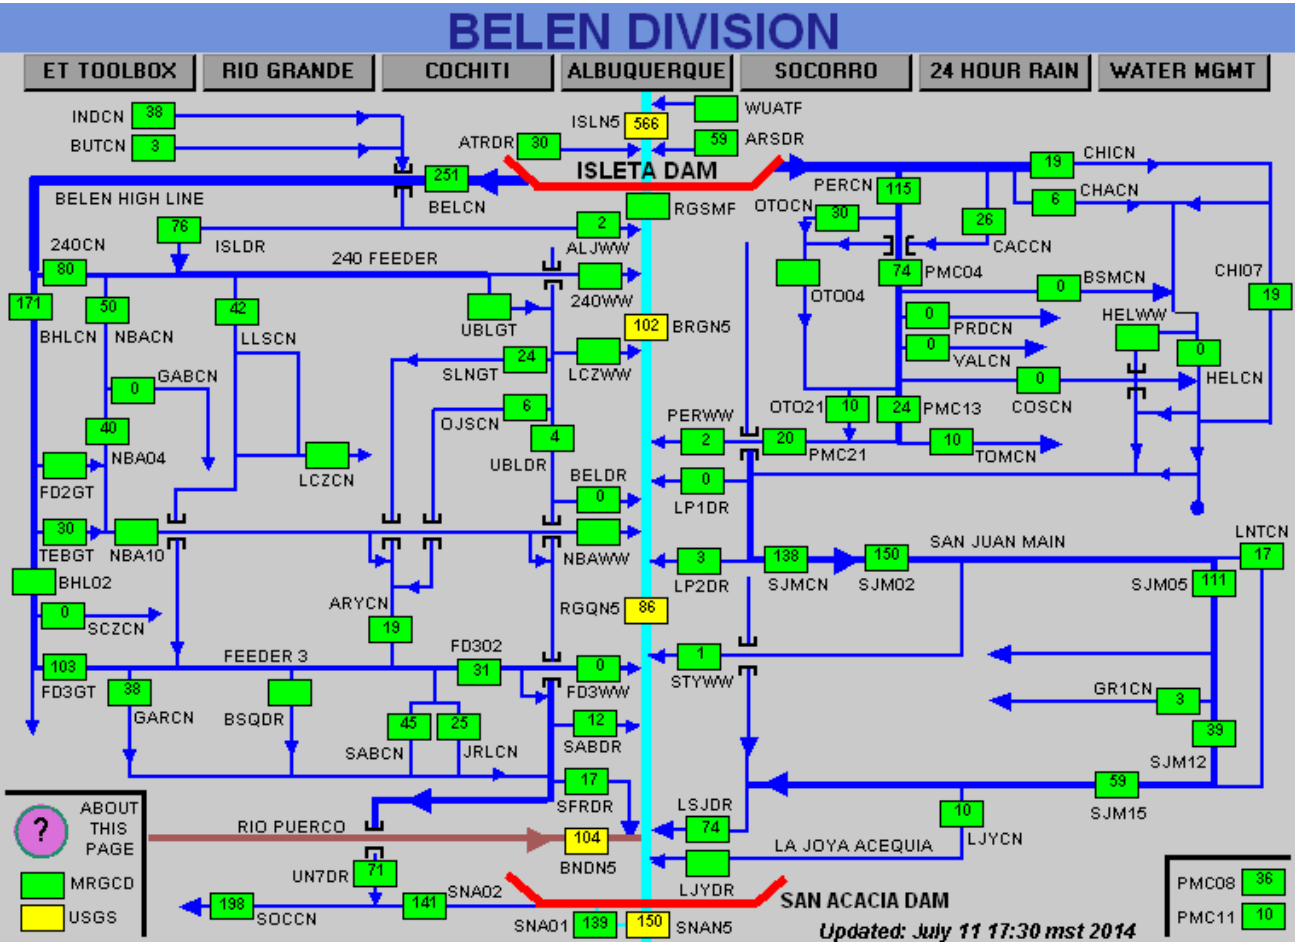 BELEN DIVISION
ET TOOLBOX
RIO GRANDE
COCHITI
ALBUQUERQUE
SOCORRO
24 HOUR RAIN
WATER MGMT
INDCN 38
BUTCN 3
ISLN5 566
WUATF
ATRDR 30
59 ARSDR
ISLETA DAM
251
BELCN
BELEN HIGH LINE
RGSMF
PERCN 115
OTOCN 30
19 CHICN
6 CHACN
26
CACCN
76
ISLDR
2
ALJWW
240CN
80
240 FEEDER
240WW
OTO04
74 PMC04
0 BSMCN
CHI07
19
171
BHLCN
50
NBACN
42
LLSCN
UBLGT
102 BRGN5
0
PRDCN
0
VALCN
HELWW
0
HELCN
24
SLNGT
LCZWW
0
COSCN
0 GABCN
6
OJSCN
4
UBLDR
OTO21 10
24 PMC13
40
NBA04
PERWW
2
20
PMC21
10
TOMCN
FD2GT
LCZCN
BELDR
0
0
LP1DR
30
TEBGT
NBA10
NBAWW
3
LP2DR
138
SJMCN
150
SJM02
SAN JUAN MAIN
LNTCN
17
SJM05 111
BHL02
0
SCZCN
ARYCN
19
RGQN5 86
103
FD3GT
FEEDER 3
FD302
31
0
FD3WW
1
STYWW
38
GARCN
BSQDR
45
SABCN
25
JRLCN
12
SABDR
GR1CN
3
39
SJM12
17
SFRDR
59
SJM15
LSJDR
74
10
LJYCN
RIO PUERCO
104
BNDN5
LA JOYA ACEQUIA
LJYDR
?
ABOUT
THIS
PAGE
MRGCD
USGS
UN7DR 71
198
SOCCN
SNA02
141
SNA01 139
150 SNAN5
SAN ACACIA DAM
PMC08 36
PMC11 10
Updated: July 11 17:30 mst 2014